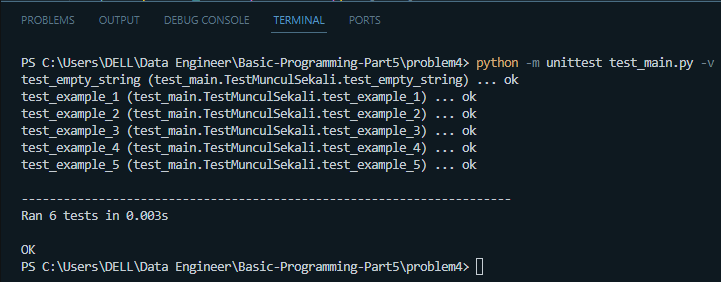 PROBLEMS OUTPUT DEBUG CONSOLE TERMINAL PORTS
PS C:\Users\DELL\Data Engineer\Basic-Programming-Part5\problem4> python -m unittest test_main.py -v
test_empty_string (test_main.TestMunculSekali.test_empty_string) ... ok
test_example_1 (test_main.TestMunculSekali.test_example_1) ... ok
test_example_2 (test_main.TestMunculSekali.test_example_2) ... ok
test_example_3 (test_main.TestMunculSekali.test_example_3) ... ok
test_example_4 (test_main.TestMunculSekali.test_example_4) ... ok
test_example_5 (test_main.TestMunculSekali.test_example_5) ... ok
----------------------------------------------------------------------
Ran 6 tests in 0.003s
OK
PS C:\Users\DELL\Data Engineer\Basic-Programming-Part5\problem4>